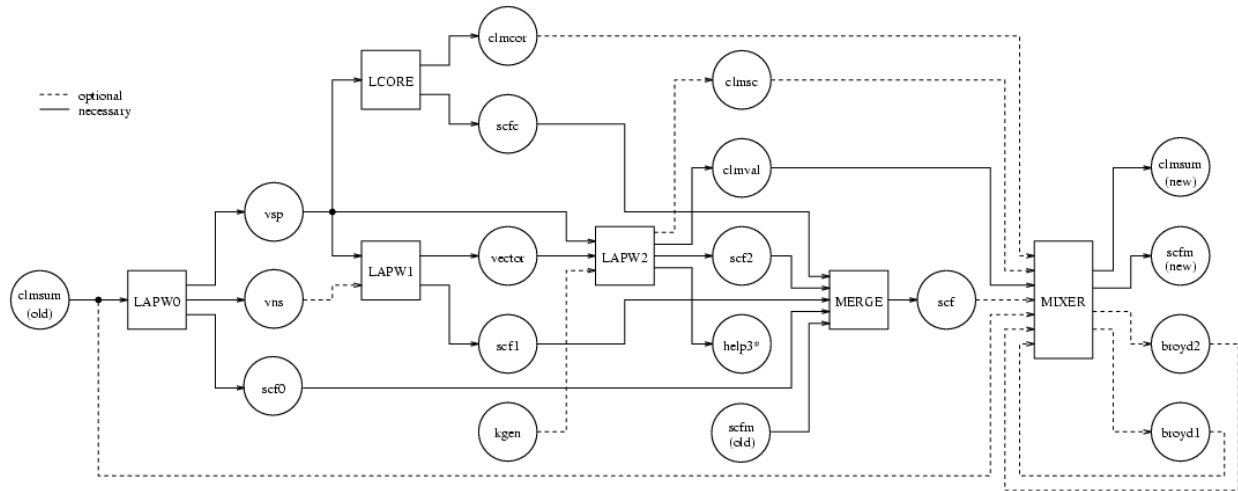 optional
necessary
clmcor
LCORE
clmsc
scfc
clmval
clmsum
(new)
vsp
LAPW1
vector
LAPW2
scf2
scfm
(new)
clmsum
(old)
LAPW0
vns
MERGE
scf
MIXER
scf1
help3*
broyd2
scf0
kgen
scfm
(old)
broyd1